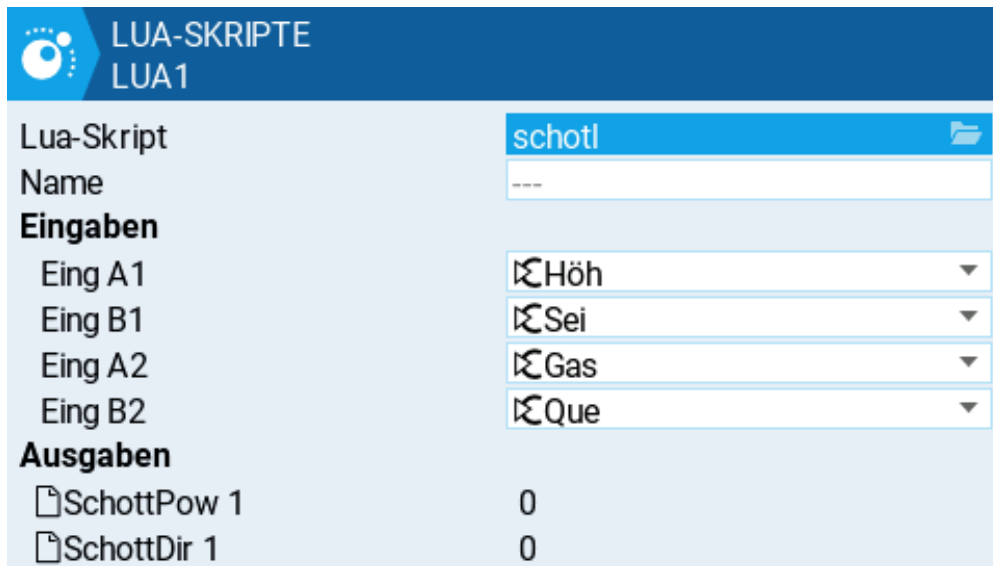 LUA-SKRIPTE
LUA1
Lua-Skript schotl
Name ---
Eingaben
Eing A1 Höh
Eing B1 Sei
Eing A2 Gas
Eing B2 Que
Ausgaben
SchottPow 1 0
SchottDir 1 0